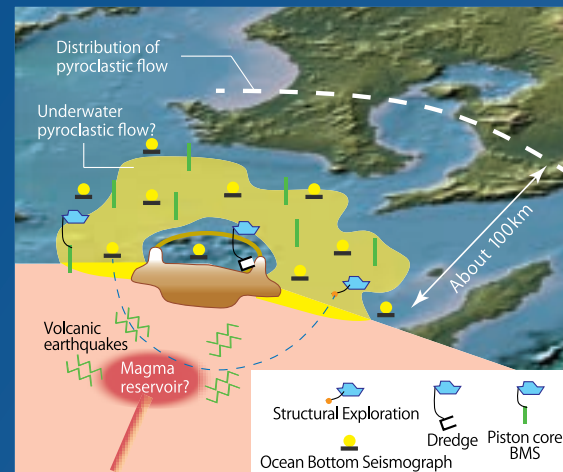 Distribution of
pyroclastic flow
Underwater
pyroclastic flow?
About 100km
Volcanic
earthquakes
Magma
reservoir?
Structural Exploration
Dredge
Piston core
BMS
Ocean Bottom Seismograph